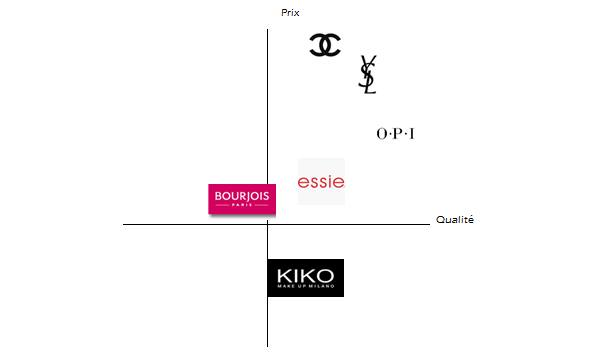 Prix
YSL
O·P·I
essie
BOURJOIS
PARIS
Qualité
KIKO
MAKE UP MILANO